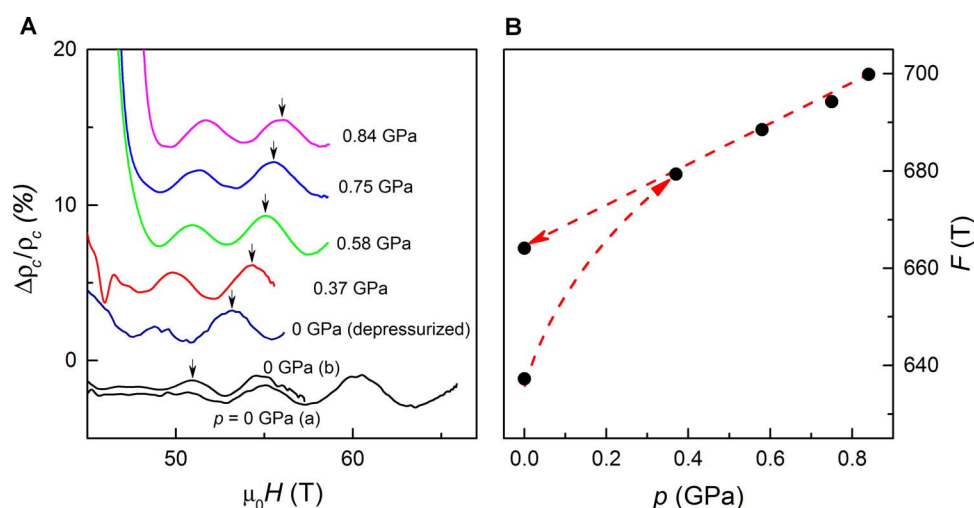 A
20
10
0
Δρc/ρc (%)
0.84 GPa
0.75 GPa
0.58 GPa
0.37 GPa
0 GPa (depressurized)
0 GPa (b)
p = 0 GPa (a)
50
60
μ0H (T)
B
700
680
660
640
F (T)
0.0
0.2
0.4
0.6
0.8
p (GPa)